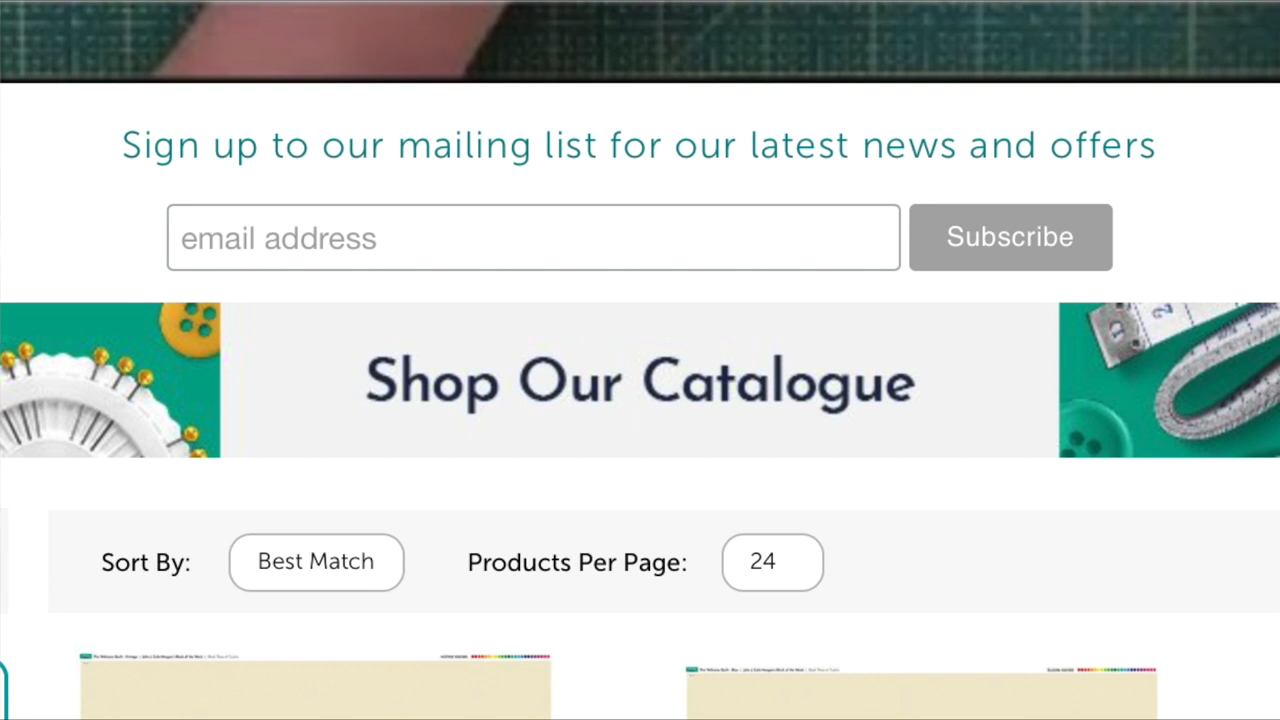 Sign up to our mailing list for our latest news and offers
email address Subscribe
Shop Our Catalogue
Sort By: Best Match Products Per Page: 24